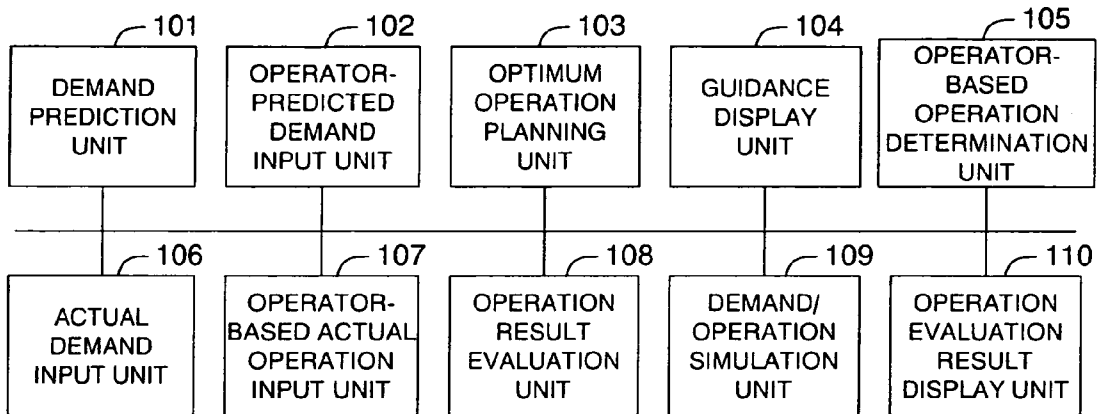 101
DEMAND
PREDICTION
UNIT
102
OPERATOR-
PREDICTED
DEMAND
INPUT UNIT
103
OPTIMUM
OPERATION
PLANNING
UNIT
104
GUIDANCE
DISPLAY
UNIT
105
OPERATOR-
BASED
OPERATION
DETERMINATION
UNIT
106
ACTUAL
DEMAND
INPUT UNIT
107
OPERATOR-
BASED ACTUAL
OPERATION
INPUT UNIT
108
OPERATION
RESULT
EVALUATION
UNIT
109
DEMAND/
OPERATION
SIMULATION
UNIT
110
OPERATION
EVALUATION
RESULT
DISPLAY UNIT